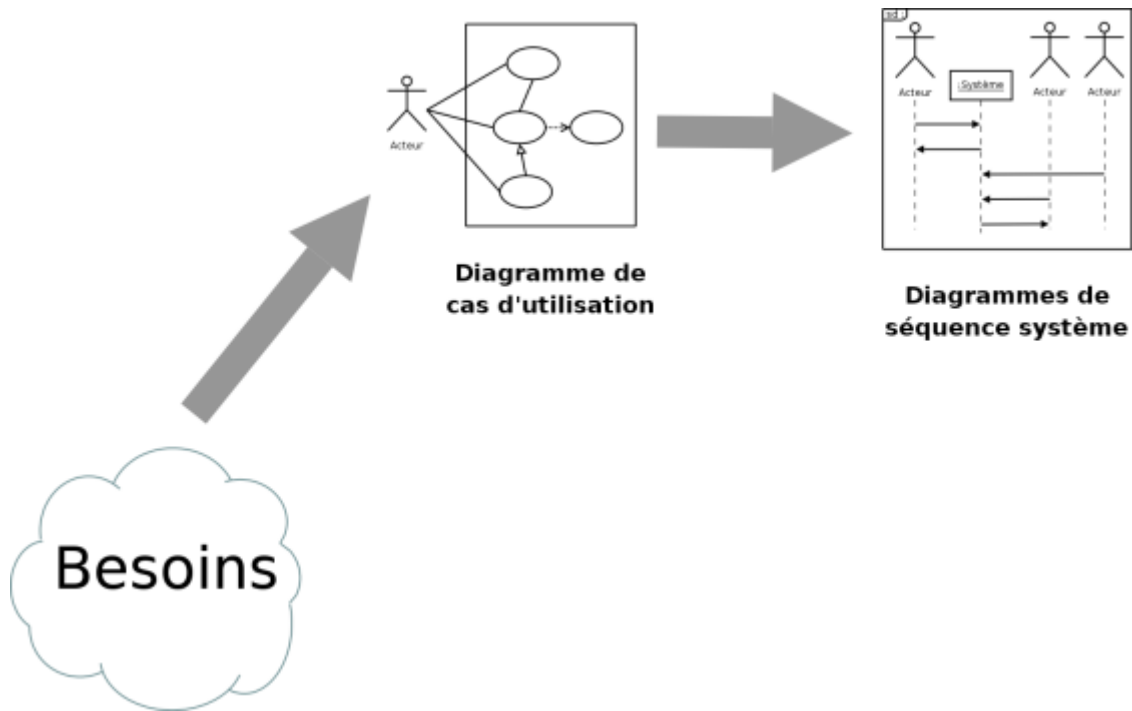 sd
Acteur
:Système
Acteur
Acteur
Acteur
Diagramme de
cas d'utilisation
Diagrammes de
séquence système
Besoins